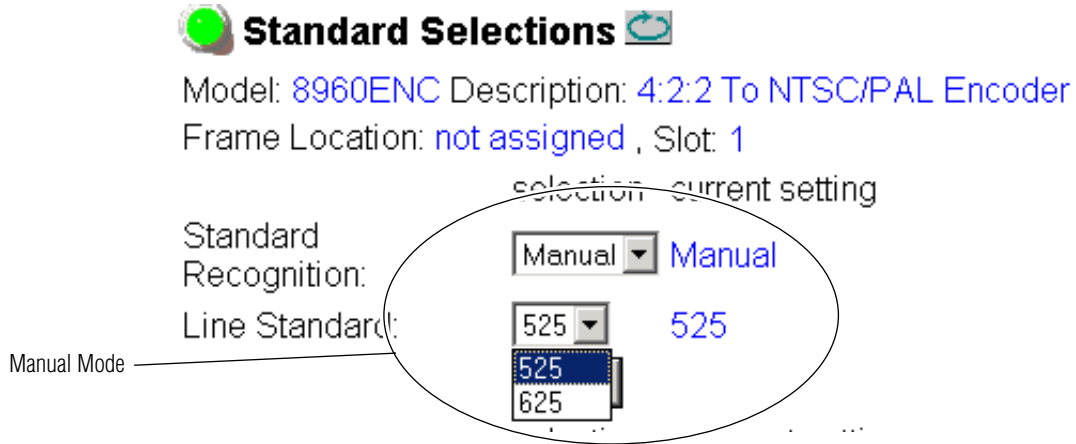 Standard Selections
Model: 8960ENC Description: 4:2:2 To NTSC/PAL Encoder
Frame Location: not assigned , Slot: 1
selection current setting
Standard
Recognition:
Manual Manual
Line Standard: 525 525
Manual Mode
525
625